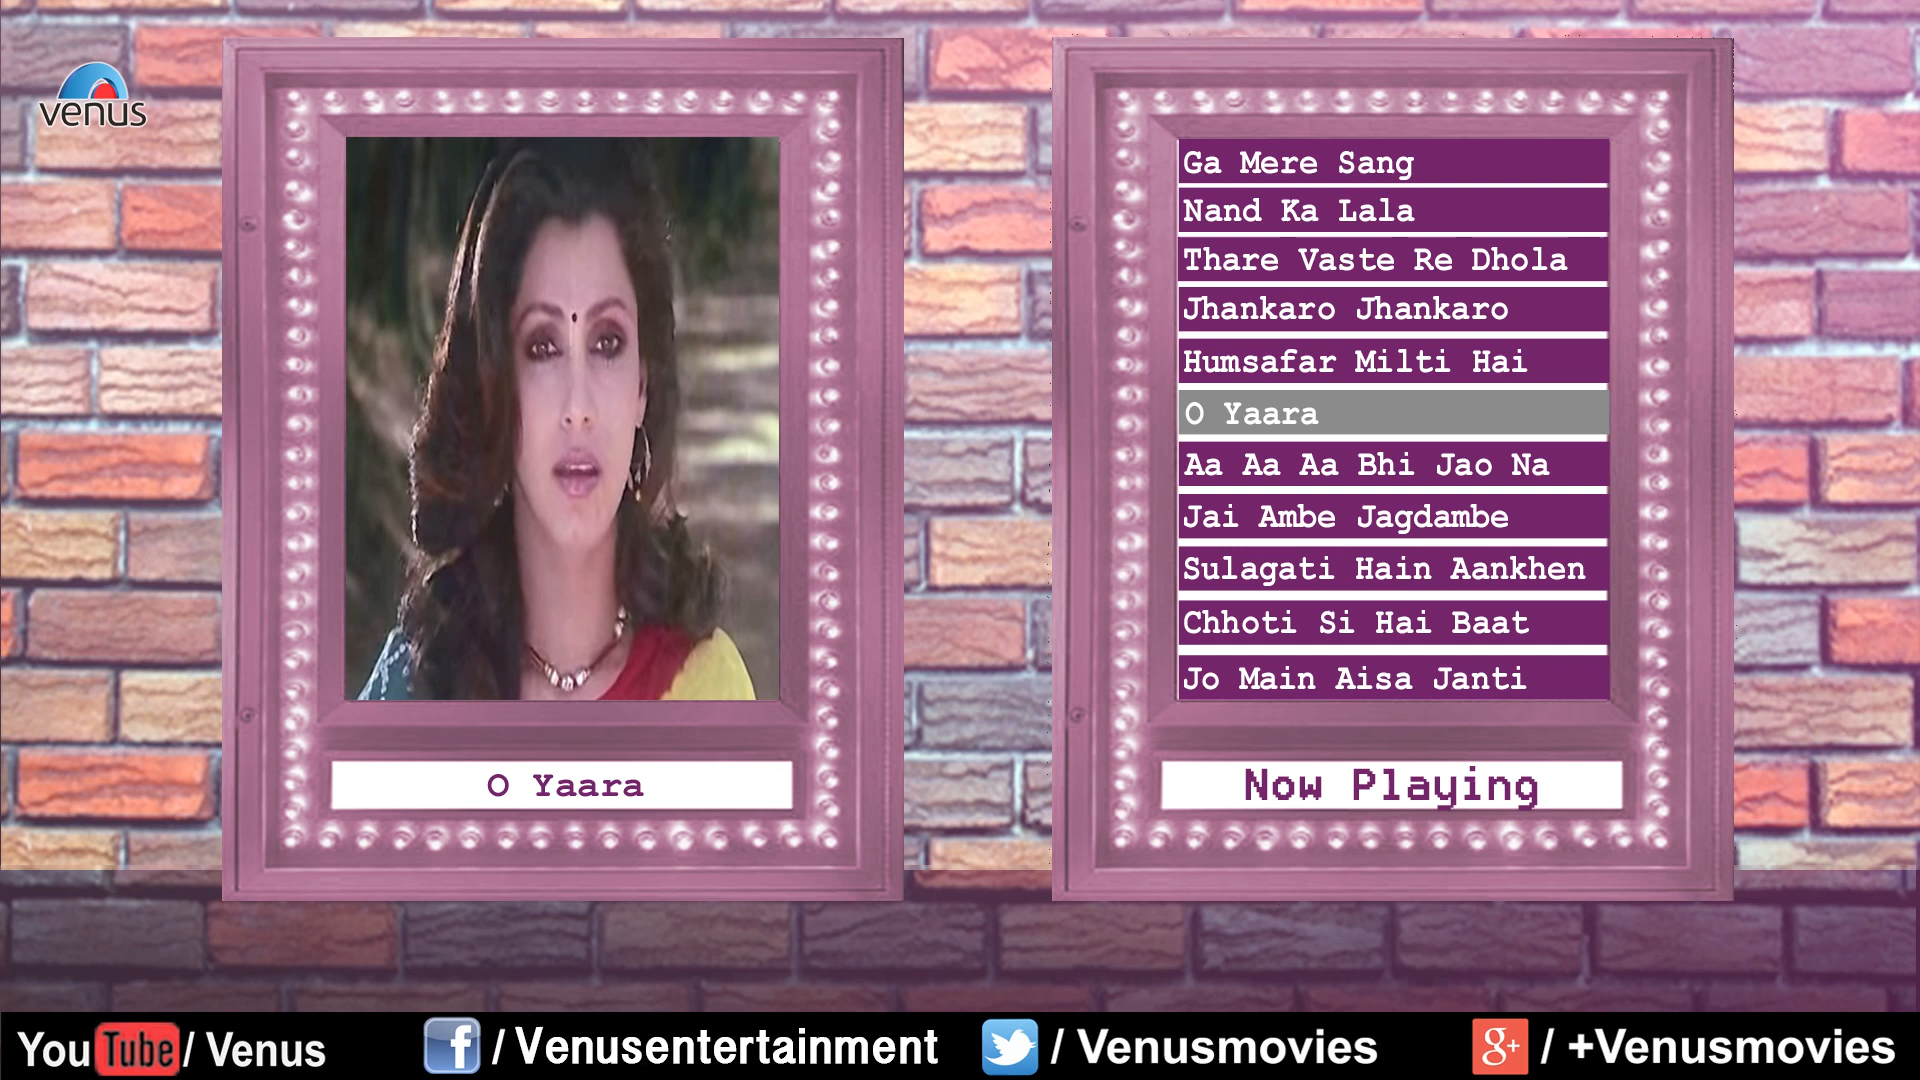 venus
Ga Mere Sang
Nand Ka Lala
Thare Vaste Re Dhola
Jhankaro Jhankaro
Humsafar Milti Hai
O Yaara
Aa Aa Aa Bhi Jao Na
Jai Ambe Jagdambe
Sulagati Hain Aankhen
Chhoti Si Hai Baat
Jo Main Aisa Janti
O Yaara
Now Playing
YouTube / Venus
f / Venusentertainment
/ Venusmovies
g+ / +Venusmovies